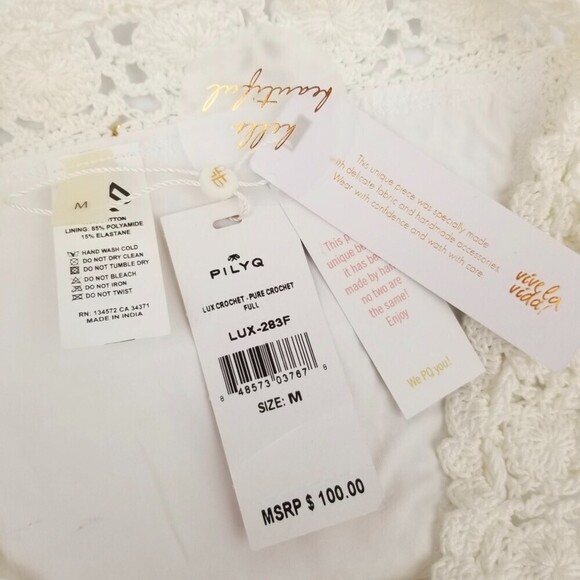 beautiful
hello
M
COTTON
LINING: 85% POLYAMIDE
15% ELASTANE
HAND WASH COLD
DO NOT DRY CLEAN
DO NOT TUMBLE DRY
DO NOT BLEACH
DO NOT IRON
DO NOT TWIST
RN: 134572 CA 34371
MADE IN INDIA
PILYQ
LUX CROCHET - PURE CROCHET
FULL
LUX-283F
8 48573 03767 8
SIZE: M
MSRP $ 100.00
This unique piece was specially made
with delicate fabric and handmade accessories.
Wear with confidence and wash with care.
vive la
vida!
This
unique
it has be
made by ha
no two are
the same!
Enjoy
We PQ you!